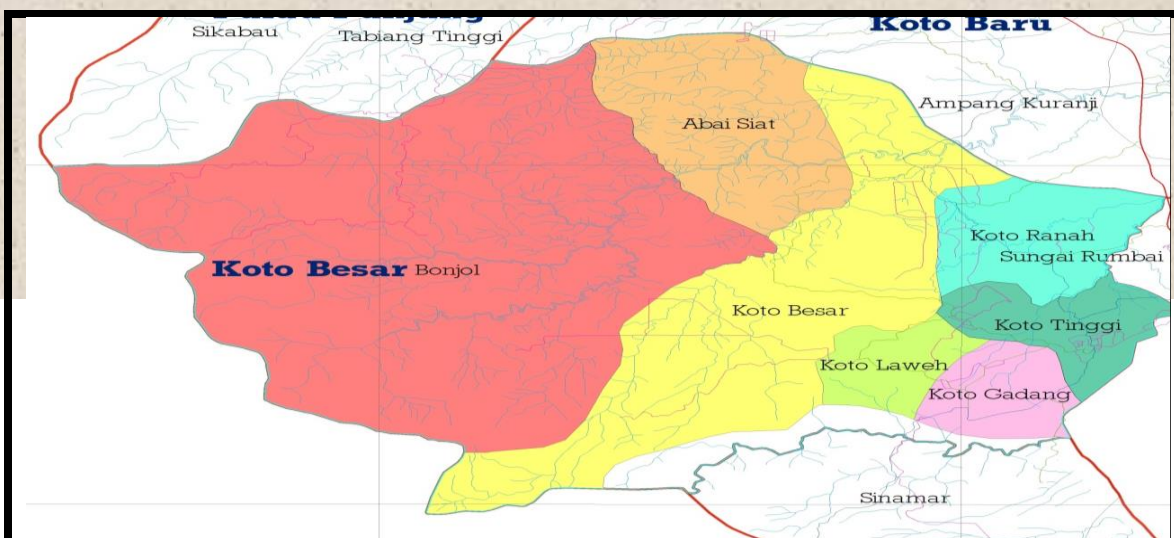 Koto Baru
Sikabau
Tabiang Tinggi
Ampang Kuranji
Abai Siat
Koto Ranah
Sungai Rumbai
Koto Besar
Bonjol
Koto Besar
Koto Tinggi
Koto Laweh
Koto Gadang
Sinamar